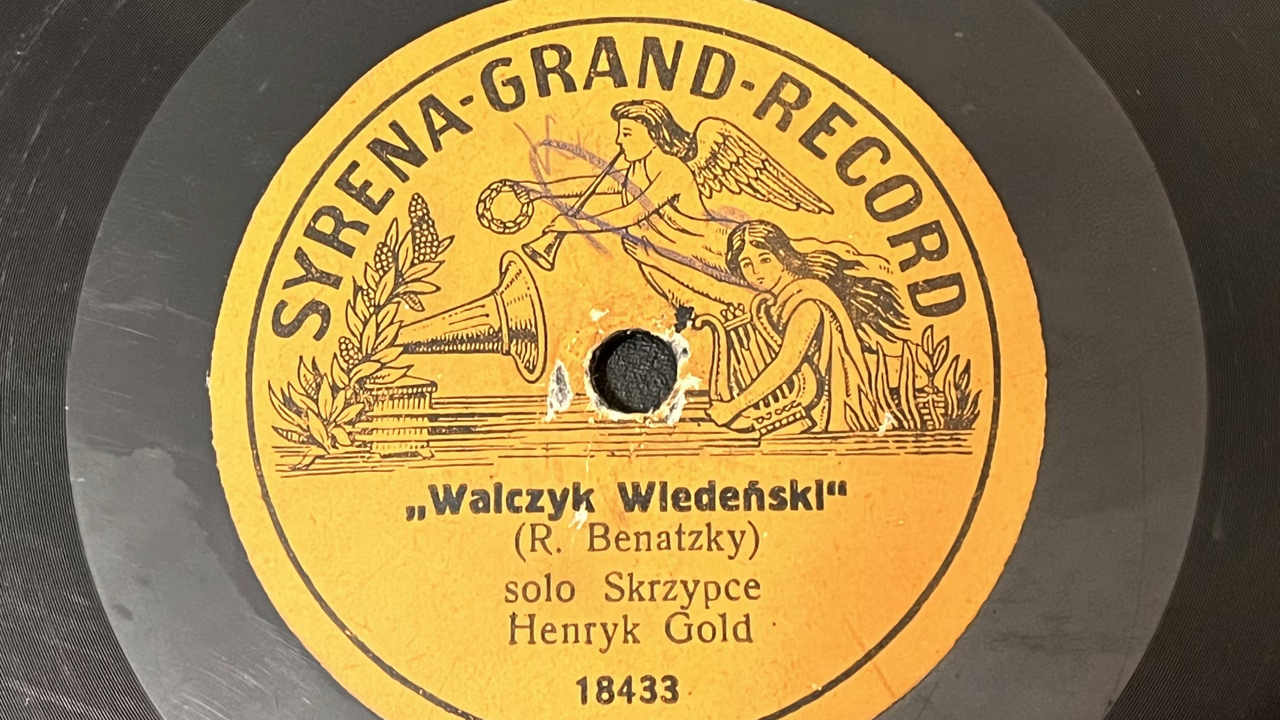 SYRENA-GRAND-RECORD
„Walczyk Wiedeński“
(R. Benatzky)
solo Skrzypce
Henryk Gold
18433